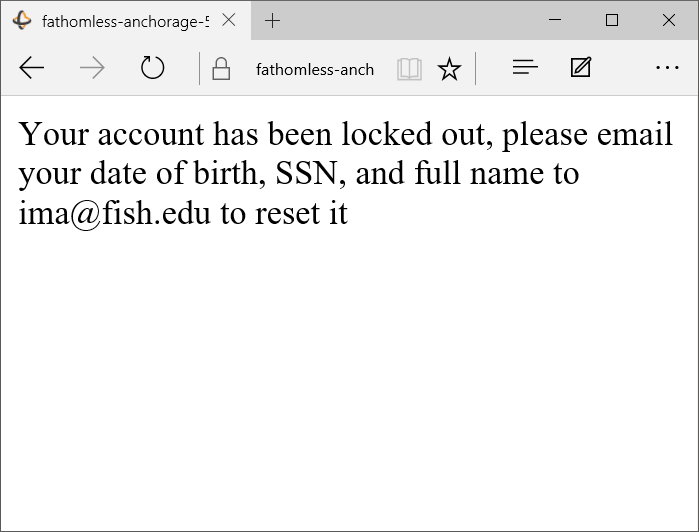 fathomless-anchorage-5
fathomless-anch
Your account has been locked out, please email
your date of birth, SSN, and full name to
ima@fish.edu to reset it